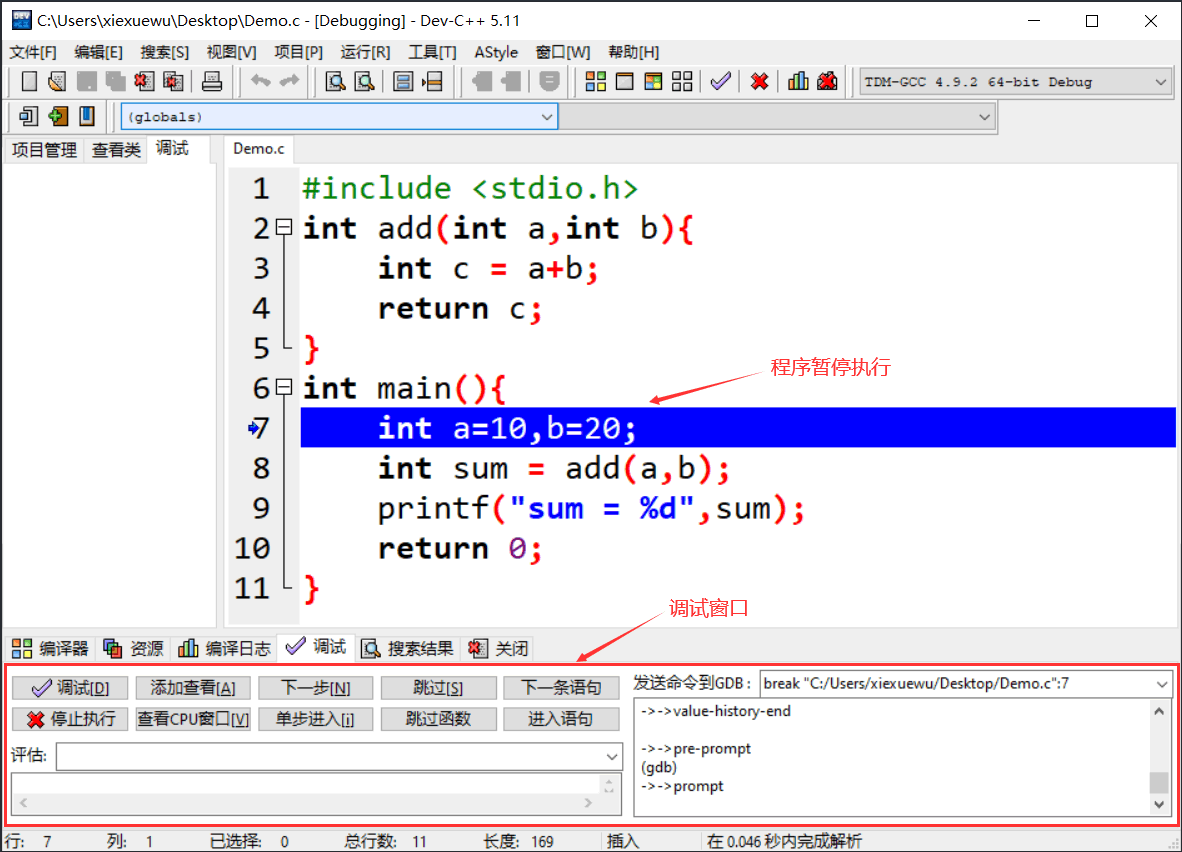 C:\Users\xiexuewu\Desktop\Demo.c - [Debugging] - Dev-C++ 5.11
文件[F] 编辑[E] 搜索[S] 视图[V] 项目[P] 运行[R] 工具[T] AStyle 窗口[W] 帮助[H]
TDM-GCC 4.9.2 64-bit Debug
(globals)
项目管理 查看类 调试 Demo.c
1 #include <stdio.h>
2 int add(int a,int b){
3 int c = a+b;
4 return c;
5 }
程序暂停执行
6 int main(){
7 int a=10,b=20;
8 int sum = add(a,b);
9 printf("sum = %d",sum);
10 return 0;
11 }
调试窗口
编译器 资源 编译日志 调试 搜索结果 关闭
调试[D] 添加查看[A] 下一步[N] 跳过[S] 下一条语句 发送命令到GDB: break "C:/Users/xiexuewu/Desktop/Demo.c":7
停止执行 查看CPU窗口[V] 单步进入[i] 跳过函数 进入语句
评估:
->->value-history-end
->->pre-prompt
(gdb)
->->prompt
行: 7 列: 1 已选择: 0 总行数: 11 长度: 169 插入 在 0.046 秒内完成解析